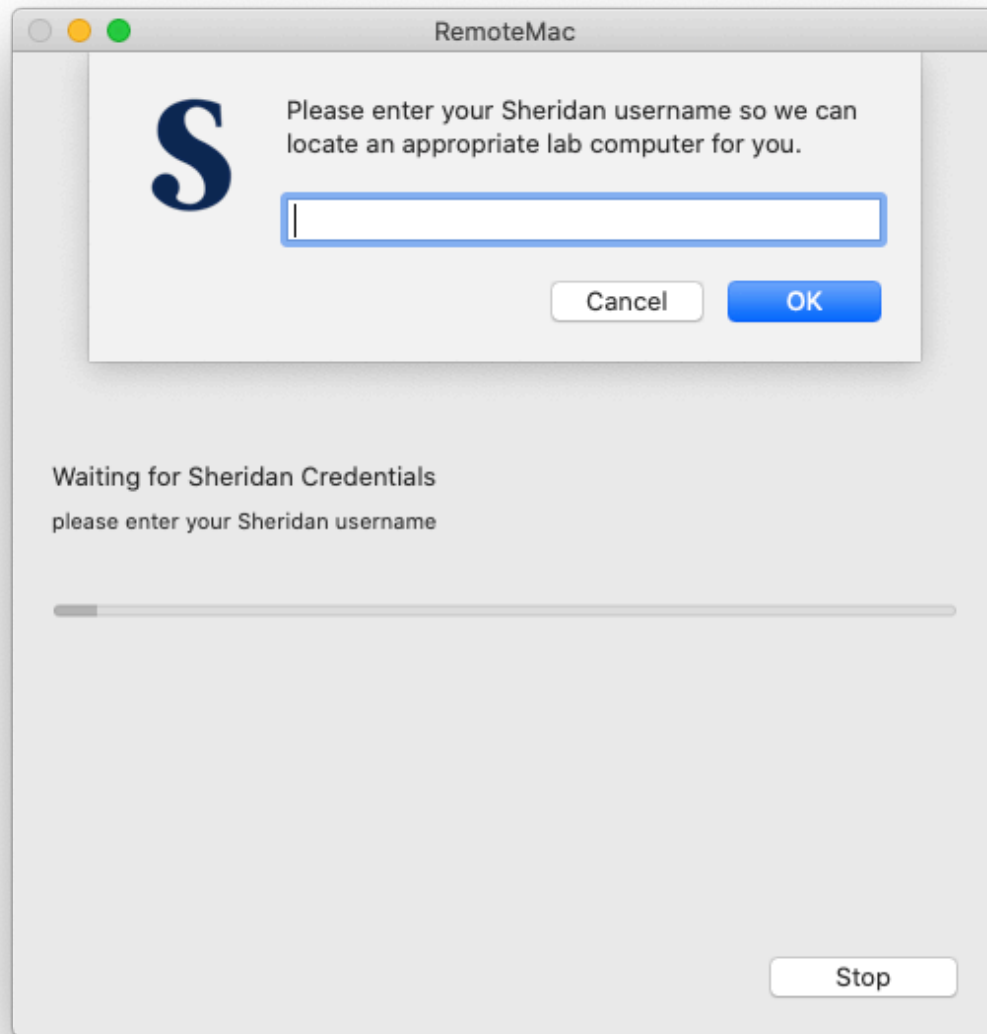 RemoteMac
S
Please enter your Sheridan username so we can
locate an appropriate lab computer for you.
Cancel
OK
Waiting for Sheridan Credentials
please enter your Sheridan username
Stop